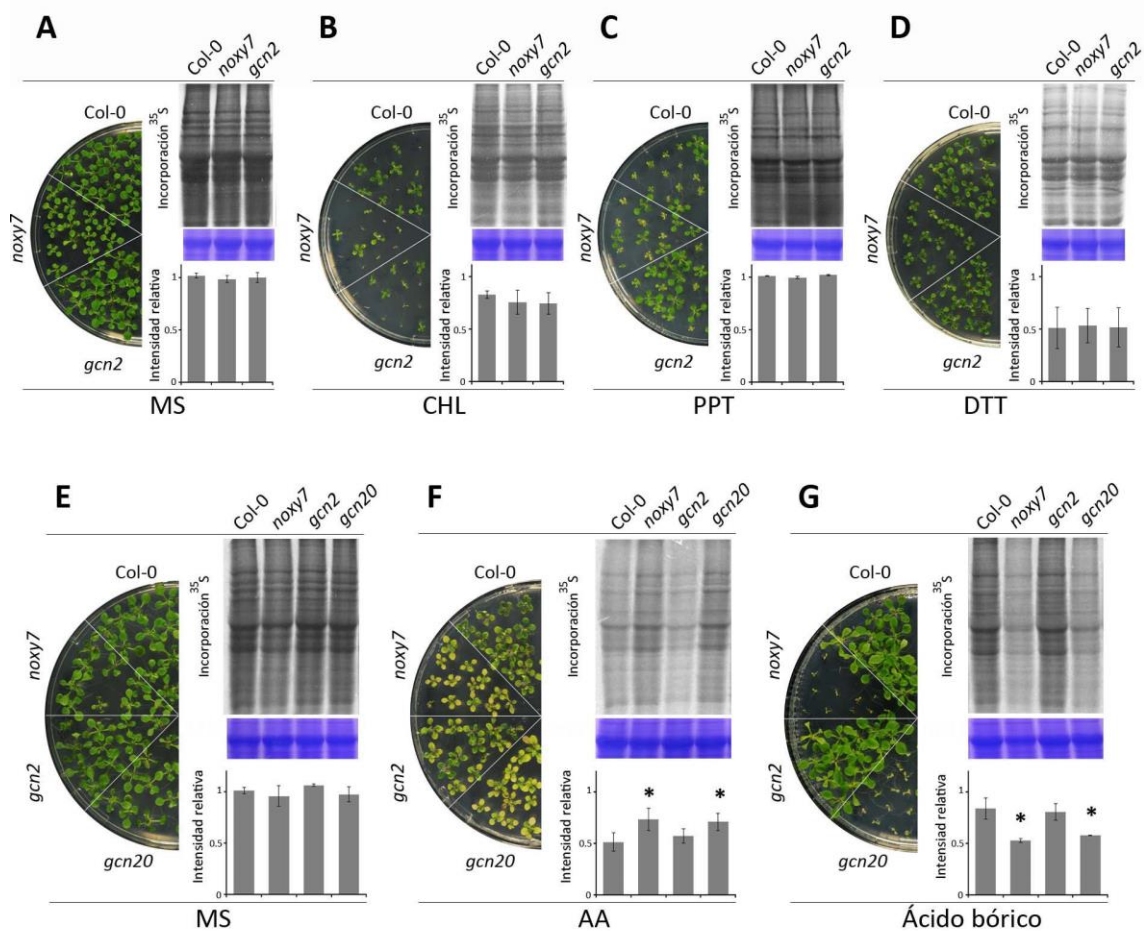 A
Col-0 noxy7 gcn2
Col-0
noxy7
gcn2
Incorporación 35S
Intensidad relativa
1
0.5
0
MS
B
Col-0 noxy7 gcn2
Col-0
noxy7
gcn2
Incorporación 35S
Intensidad relativa
1
0.5
0
CHL
C
Col-0 noxy7 gcn2
Col-0
noxy7
gcn2
Incorporación 35S
Intensidad relativa
1
0.5
0
PPT
D
Col-0 noxy7 gcn2
Col-0
noxy7
gcn2
Incorporación 35S
Intensidad relativa
1
0.5
0
DTT
E
Col-0 noxy7 gcn2 gcn20
Col-0
noxy7
gcn2
gcn20
Incorporación 35S
Intensidad relativa
1
0.5
0
MS
F
Col-0 noxy7 gcn2 gcn20
Col-0
noxy7
gcn2
gcn20
Incorporación 35S
Intensidad relativa
1
0.5
0
* *
AA
G
Col-0 noxy7 gcn2 gcn20
Col-0
noxy7
gcn2
gcn20
Incorporación 35S
Intensidad relativa
1
0.5
0
* *
Ácido bórico